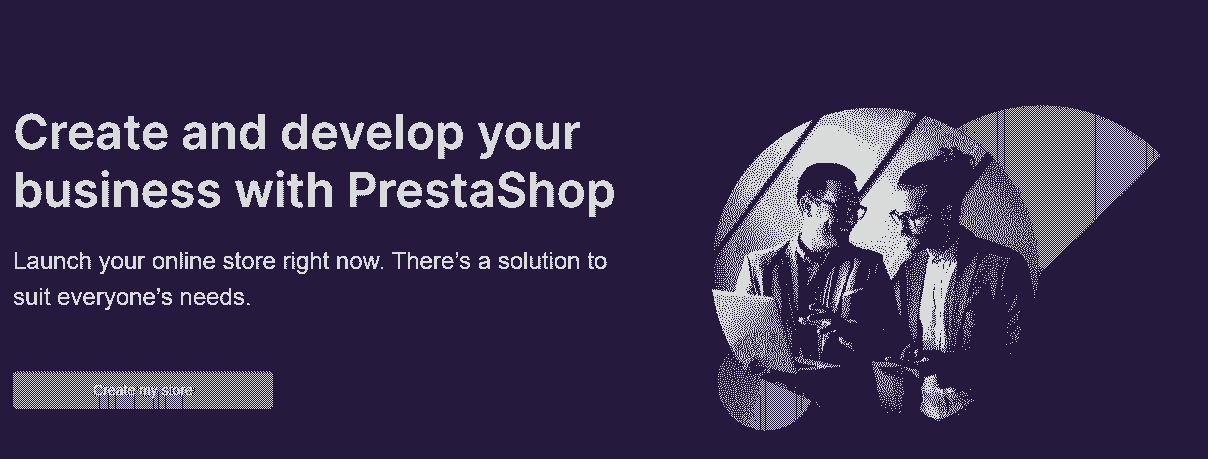 Create and develop your
business with PrestaShop
Launch your online store right now. There’s a solution to
suit everyone’s needs.
Create my store